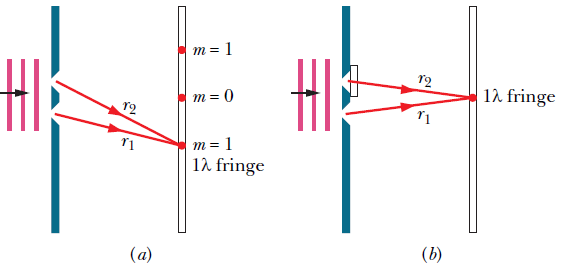 m = 1
m = 0
r2
r1
m = 1
1λ fringe
(a)
r2
1λ fringe
r1
(b)